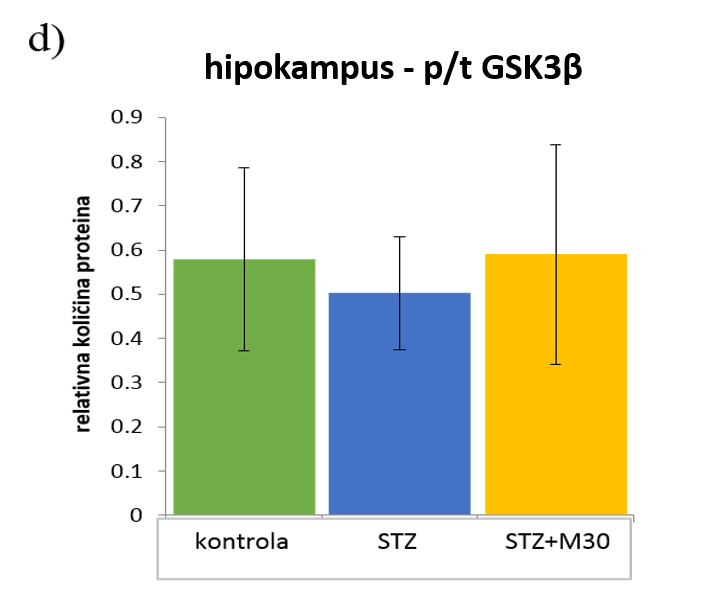 d)
hipokampus - p/t GSK3β
relativna količina proteina
0.9
0.8
0.7
0.6
0.5
0.4
0.3
0.2
0.1
0
kontrola STZ STZ+M30